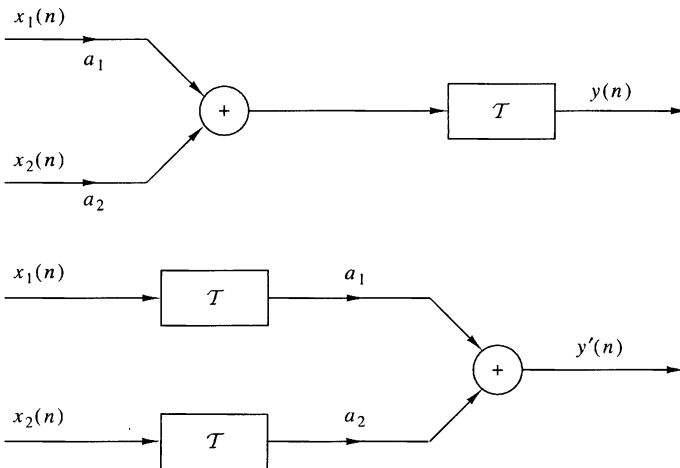 x₁(n)
a₁
+
𝒯
y(n)
x₂(n)
a₂
x₁(n)
𝒯
a₁
+
y′(n)
x₂(n)
𝒯
a₂